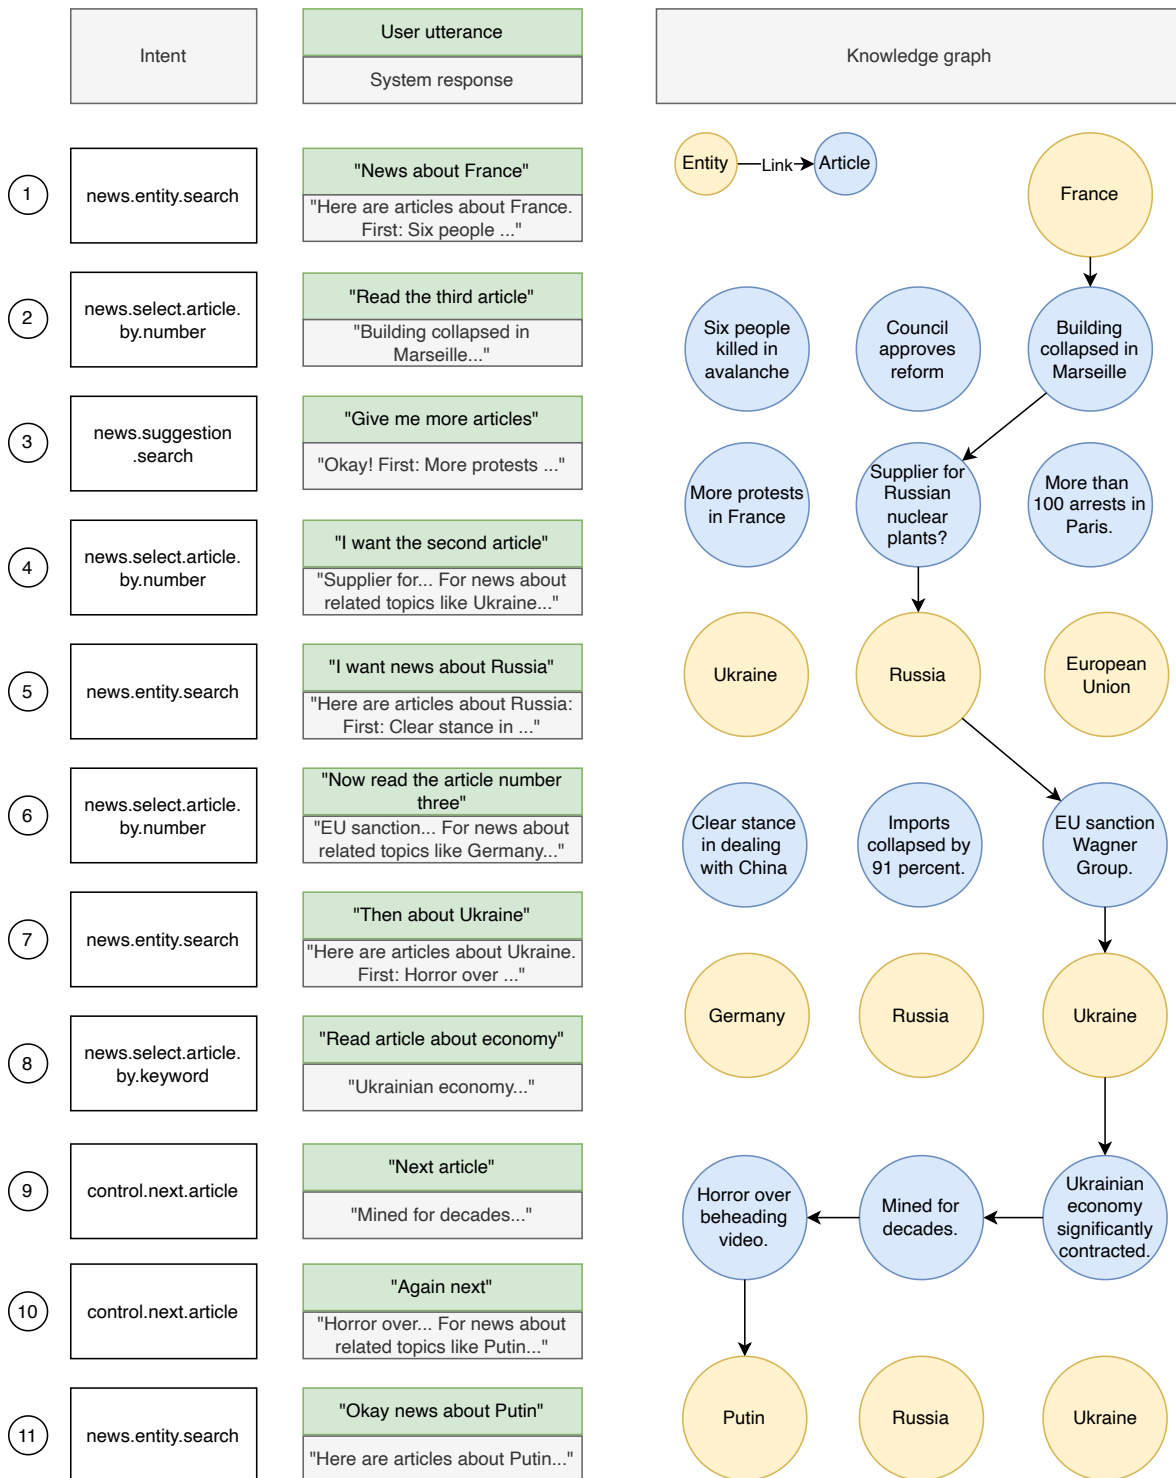 Intent
User utterance
System response
Knowledge graph
Entity
Link
Article
1
news.entity.search
"News about France"
"Here are articles about France.
First: Six people ..."
France
2
news.select.article.
by.number
"Read the third article"
"Building collapsed in
Marseille..."
Six people
killed in
avalanche
Council
approves
reform
Building
collapsed in
Marseille
3
news.suggestion
.search
"Give me more articles"
"Okay! First: More protests ..."
More protests
in France
Supplier for
Russian
nuclear
plants?
More than
100 arrests in
Paris.
4
news.select.article.
by.number
"I want the second article"
"Supplier for... For news about
related topics like Ukraine..."
5
news.entity.search
"I want news about Russia"
"Here are articles about Russia:
First: Clear stance in ..."
Ukraine
Russia
European
Union
6
news.select.article.
by.number
"Now read the article number
three"
"EU sanction... For news about
related topics like Germany..."
Clear stance
in dealing
with China
Imports
collapsed by
91 percent.
EU sanction
Wagner
Group.
7
news.entity.search
"Then about Ukraine"
"Here are articles about Ukraine.
First: Horror over ..."
Germany
Russia
Ukraine
8
news.select.article.
by.keyword
"Read article about economy"
"Ukrainian economy..."
9
control.next.article
"Next article"
"Mined for decades..."
Horror over
beheading
video.
Mined for
decades.
Ukrainian
economy
significantly
contracted.
10
control.next.article
"Again next"
"Horror over... For news about
related topics like Putin..."
11
news.entity.search
"Okay news about Putin"
"Here are articles about Putin..."
Putin
Russia
Ukraine